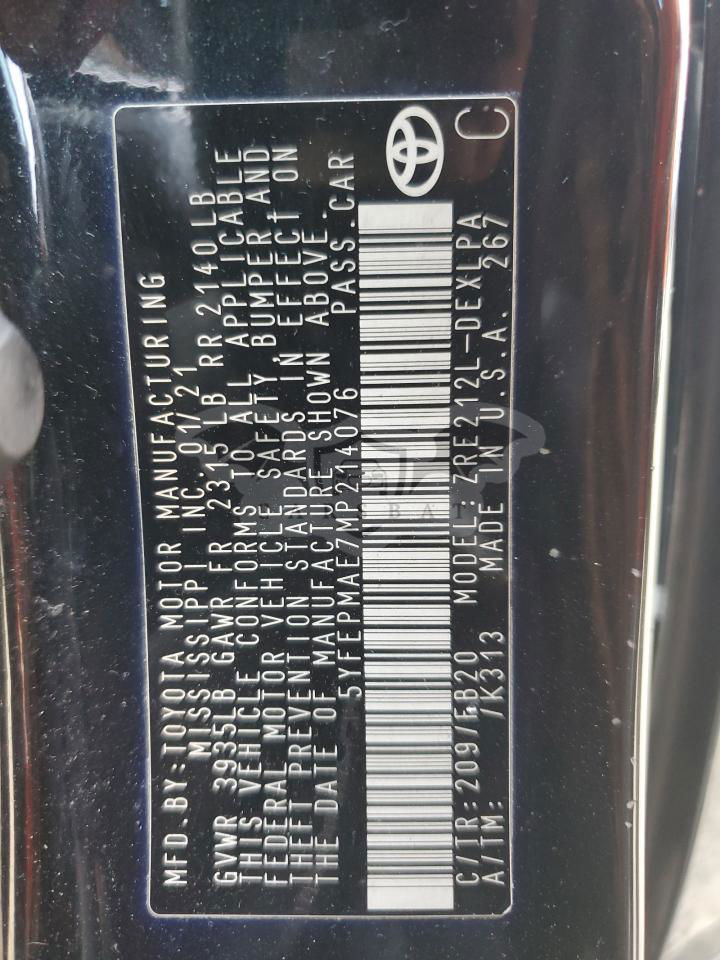 MFD.BY:TOYOTA MOTOR MANUFACTURING
MISSISSIPPI INC. 01/21
GVWR 3935LB GAWR FR 2315LB RR 2140LB
THIS VEHICLE CONFORMS TO ALL APPLICABLE
FEDERAL MOTOR VEHICLE SAFETY, BUMPER AND
THEFT PREVENTION STANDARDS IN EFFECT ON
THE DATE OF MANUFACTURE SHOWN ABOVE.
5YFEPMAE7MP214076 PASS.CAR
C/TR:209/FB20 MODEL:ZRE212L-DEXLPA
A/TM: /K313 MADE IN U.S.A. 267
C